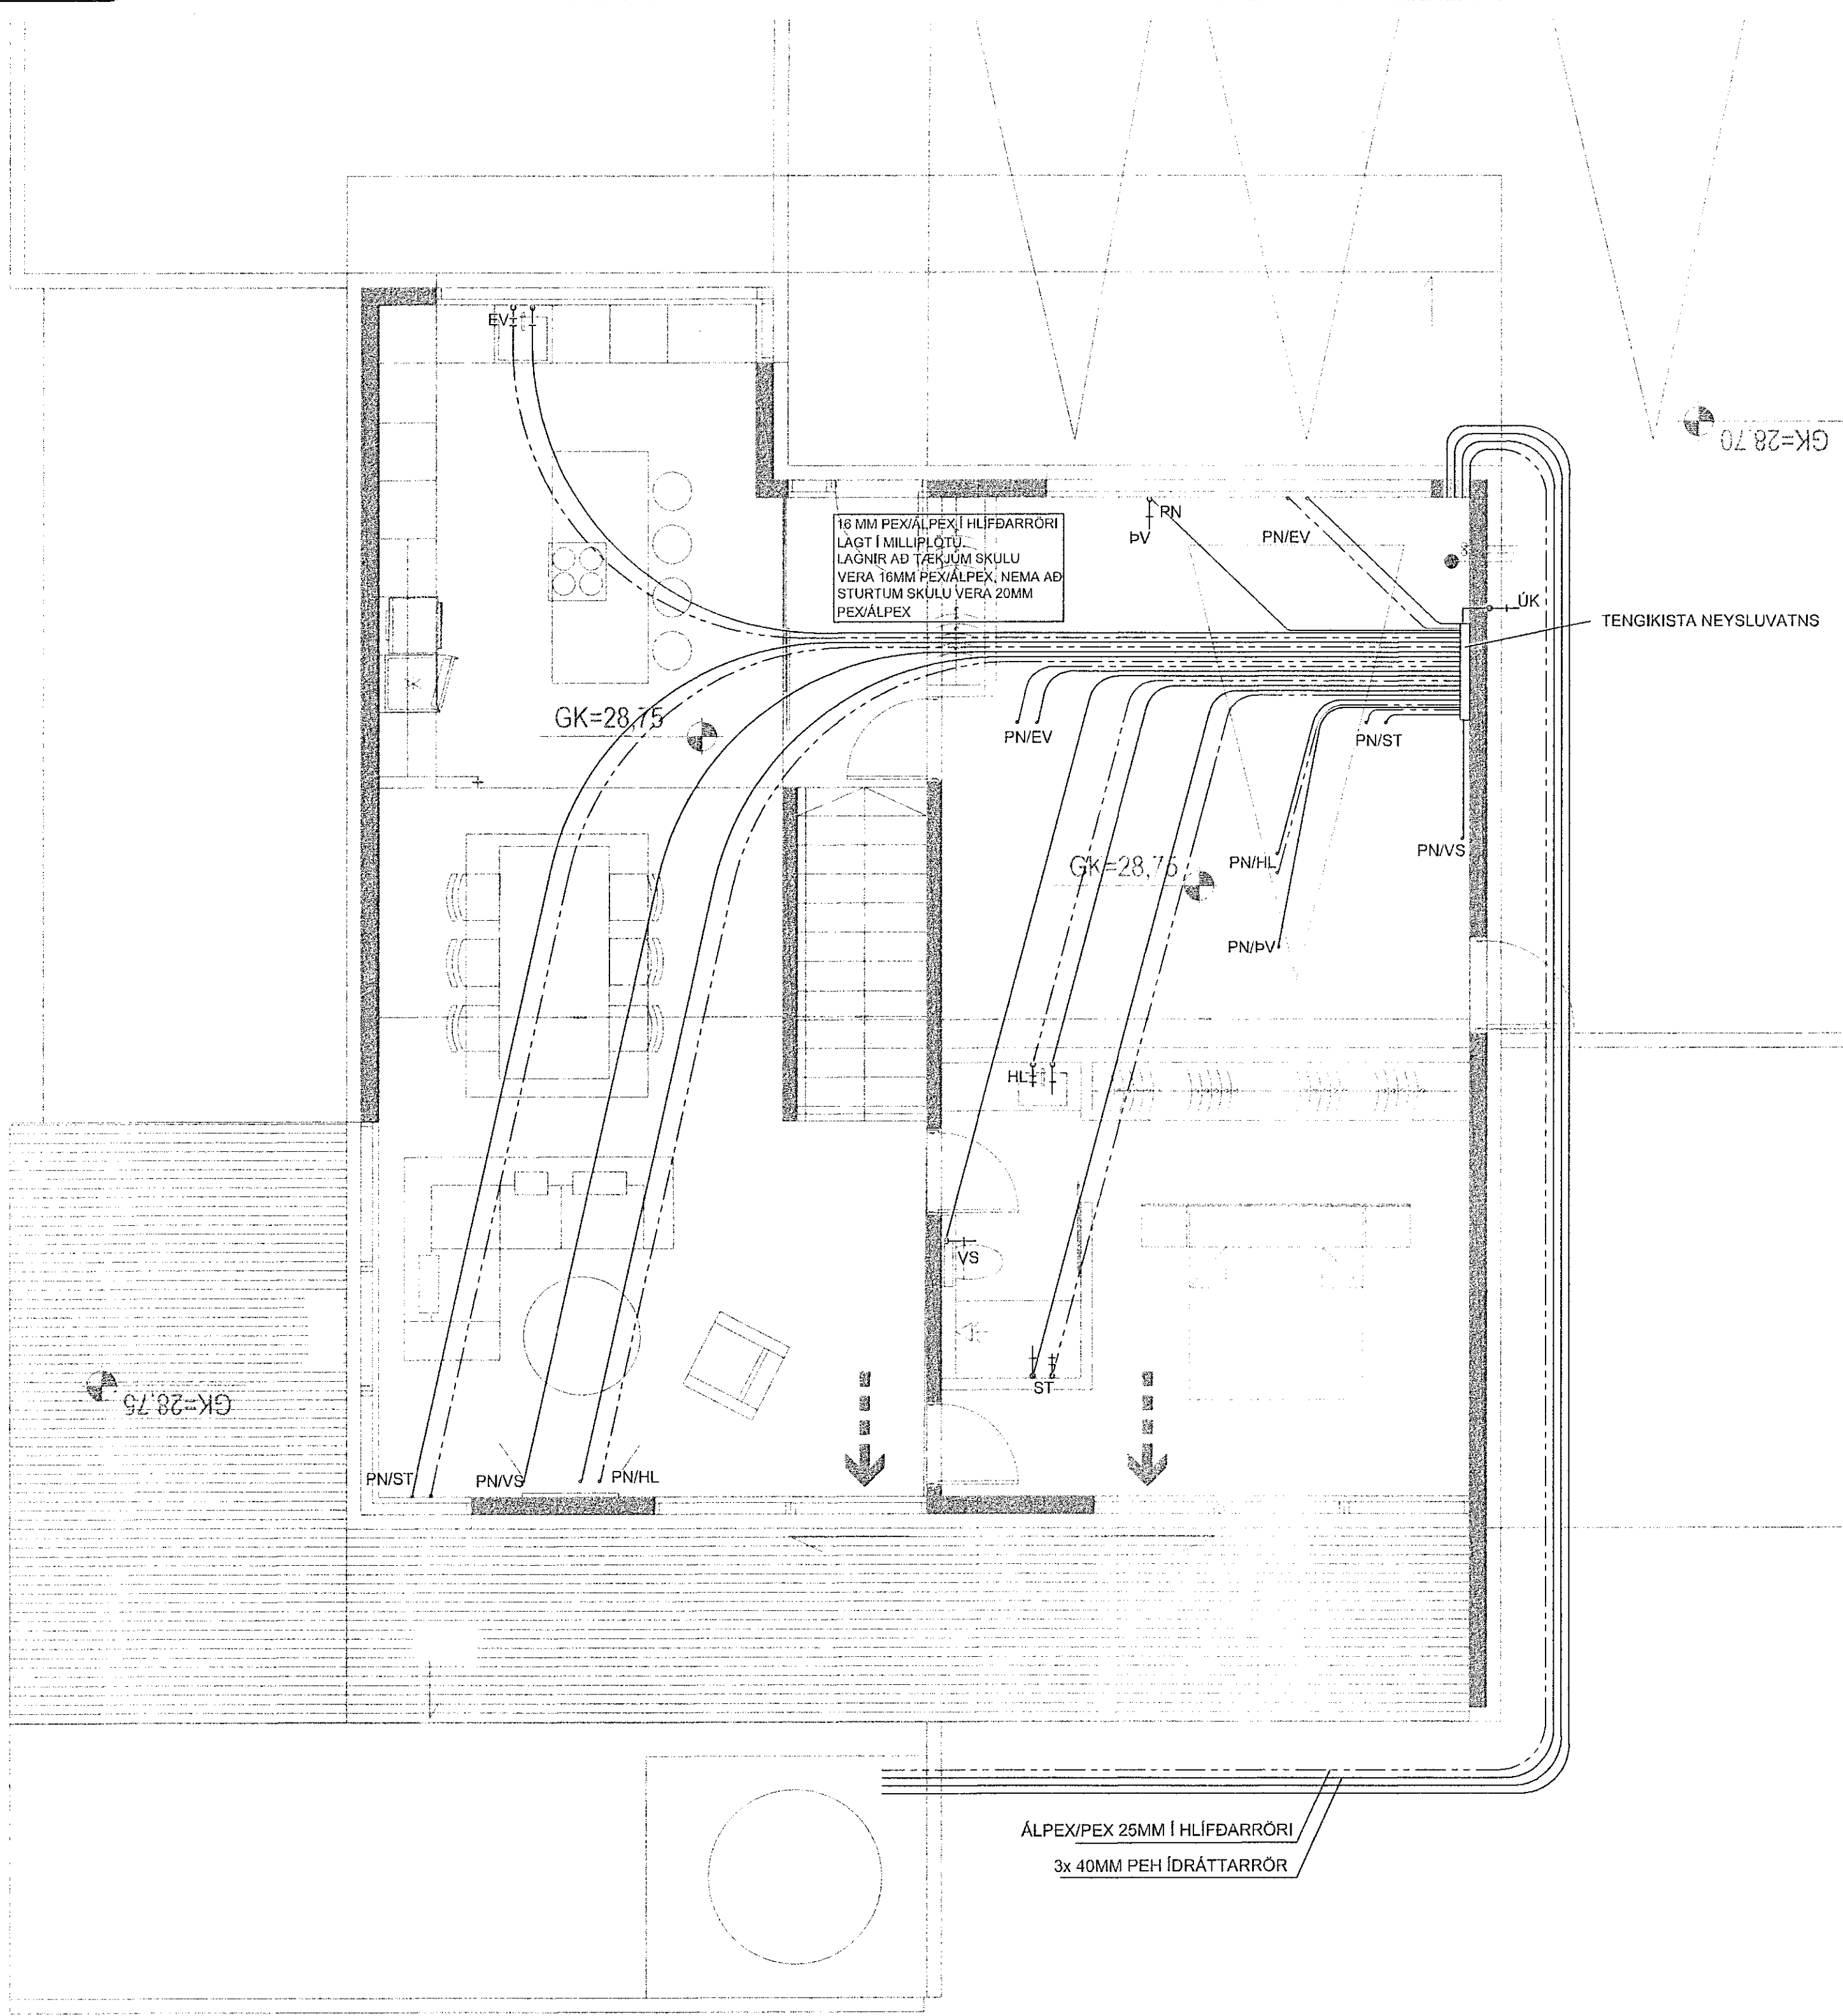 EV
GK=28,70
16 MM PEX/ÁLPEX Í HLÍFÐARRÖRI
LAGT Í MILLIPLÖTU.
LAGNIR AÐ TÆKJUM SKULU
VERA 16MM PEX/ÁLPEX, NEMA AÐ
STURTUM SKULU VERA 20MM
PEX/ÁLPEX
PN
ÞV
PN/EV
ÚK
TENGIKISTA NEYSLUVATNS
GK=28,75
PN/EV
PN/ST
PN/VS
PN/HL
GK=28,75
PN/ÞV
HL
VS
ST
GK=28,75
PN/ST
PN/VS
PN/HL
ÁLPEX/PEX 25MM Í HLÍFÐARRÖRI
3x 40MM PEH ÍDRÁTTARRÖR